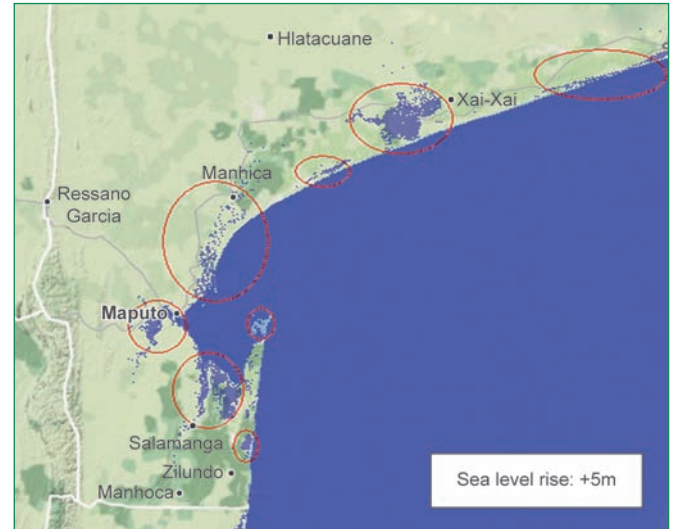 Hlatacuane
Xai-Xai
Manhica
Ressano
Garcia
Maputo
Salamanga
Zilundo
Manhoca
Sea level rise: +5m